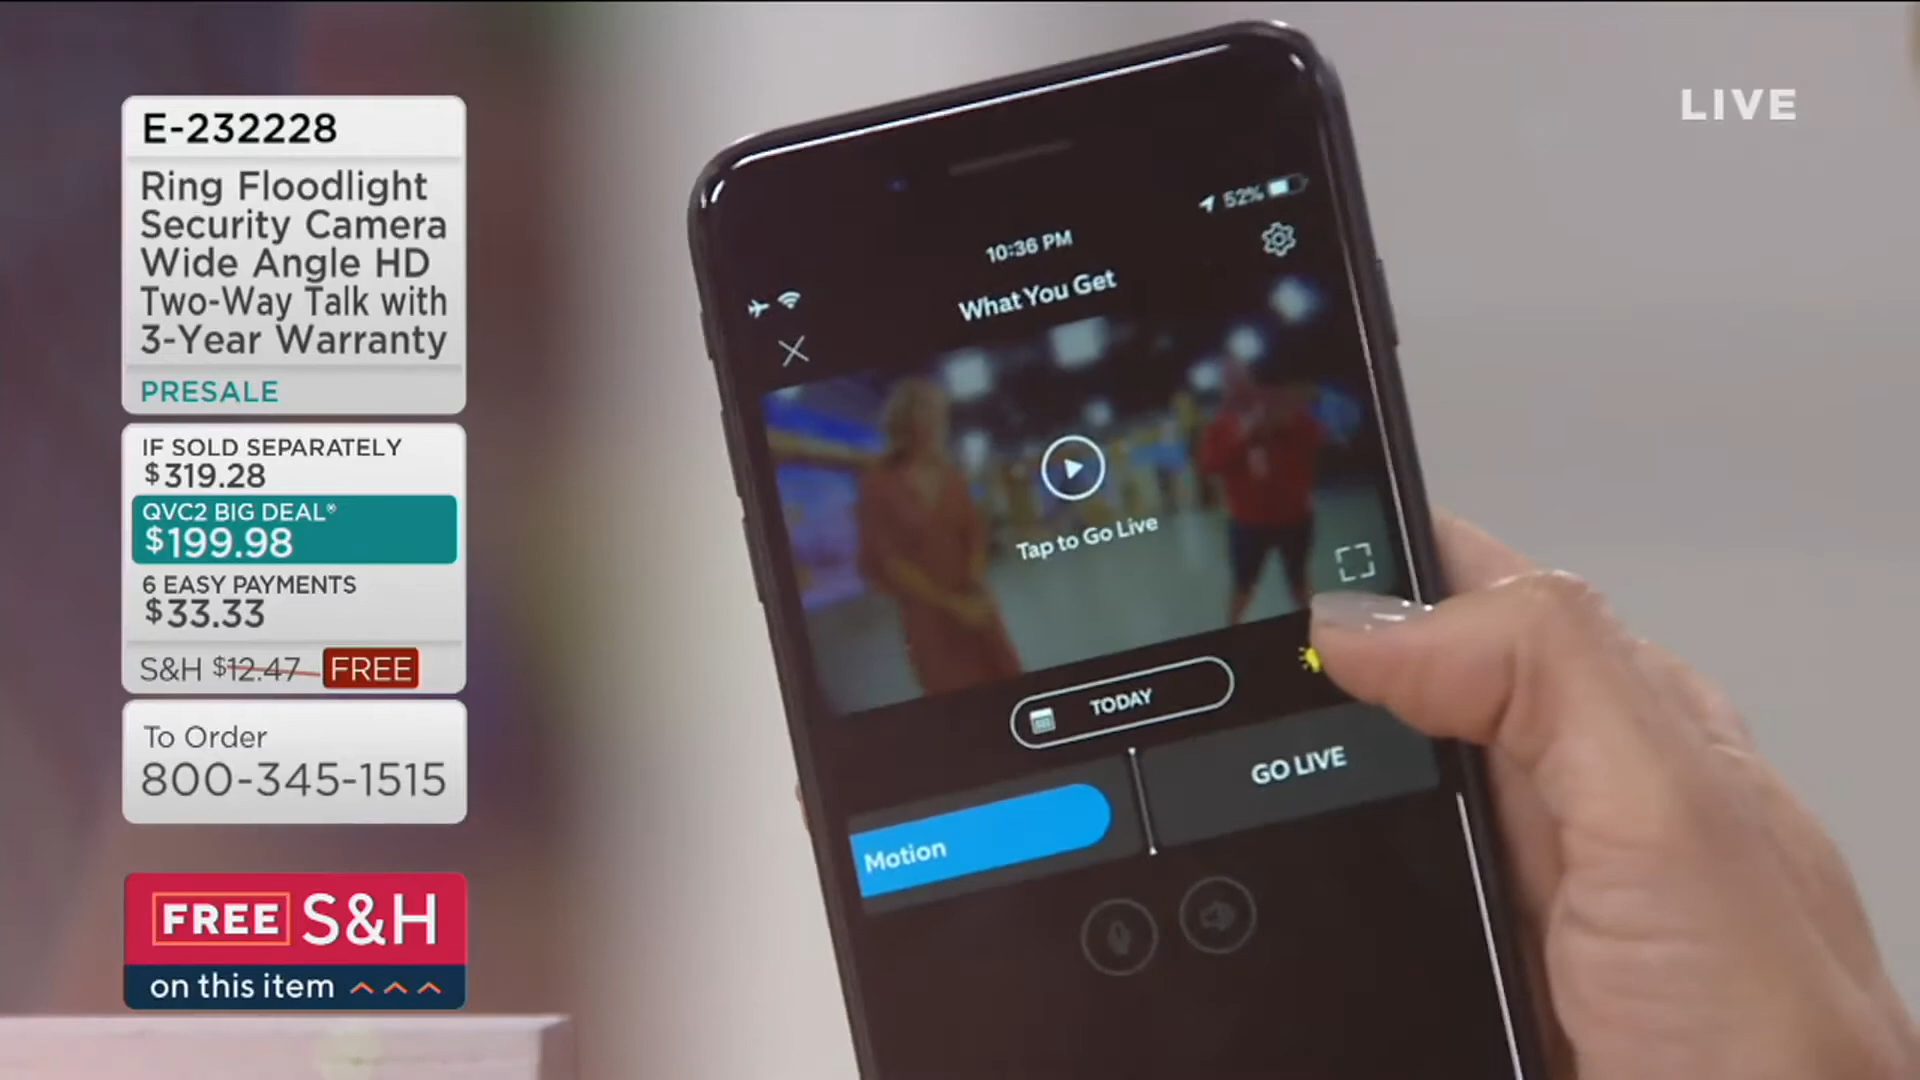 E-232228
Ring Floodlight
Security Camera
Wide Angle HD
Two-Way Talk with
3-Year Warranty
PRESALE
IF SOLD SEPARATELY
$319.28
QVC2 BIG DEAL®
$199.98
6 EASY PAYMENTS
$33.33
S&H $12.47 FREE
To Order
800-345-1515
FREE S&H
on this item
LIVE
52%
10:36 PM
What You Get
Tap to Go Live
TODAY
GO LIVE
Motion